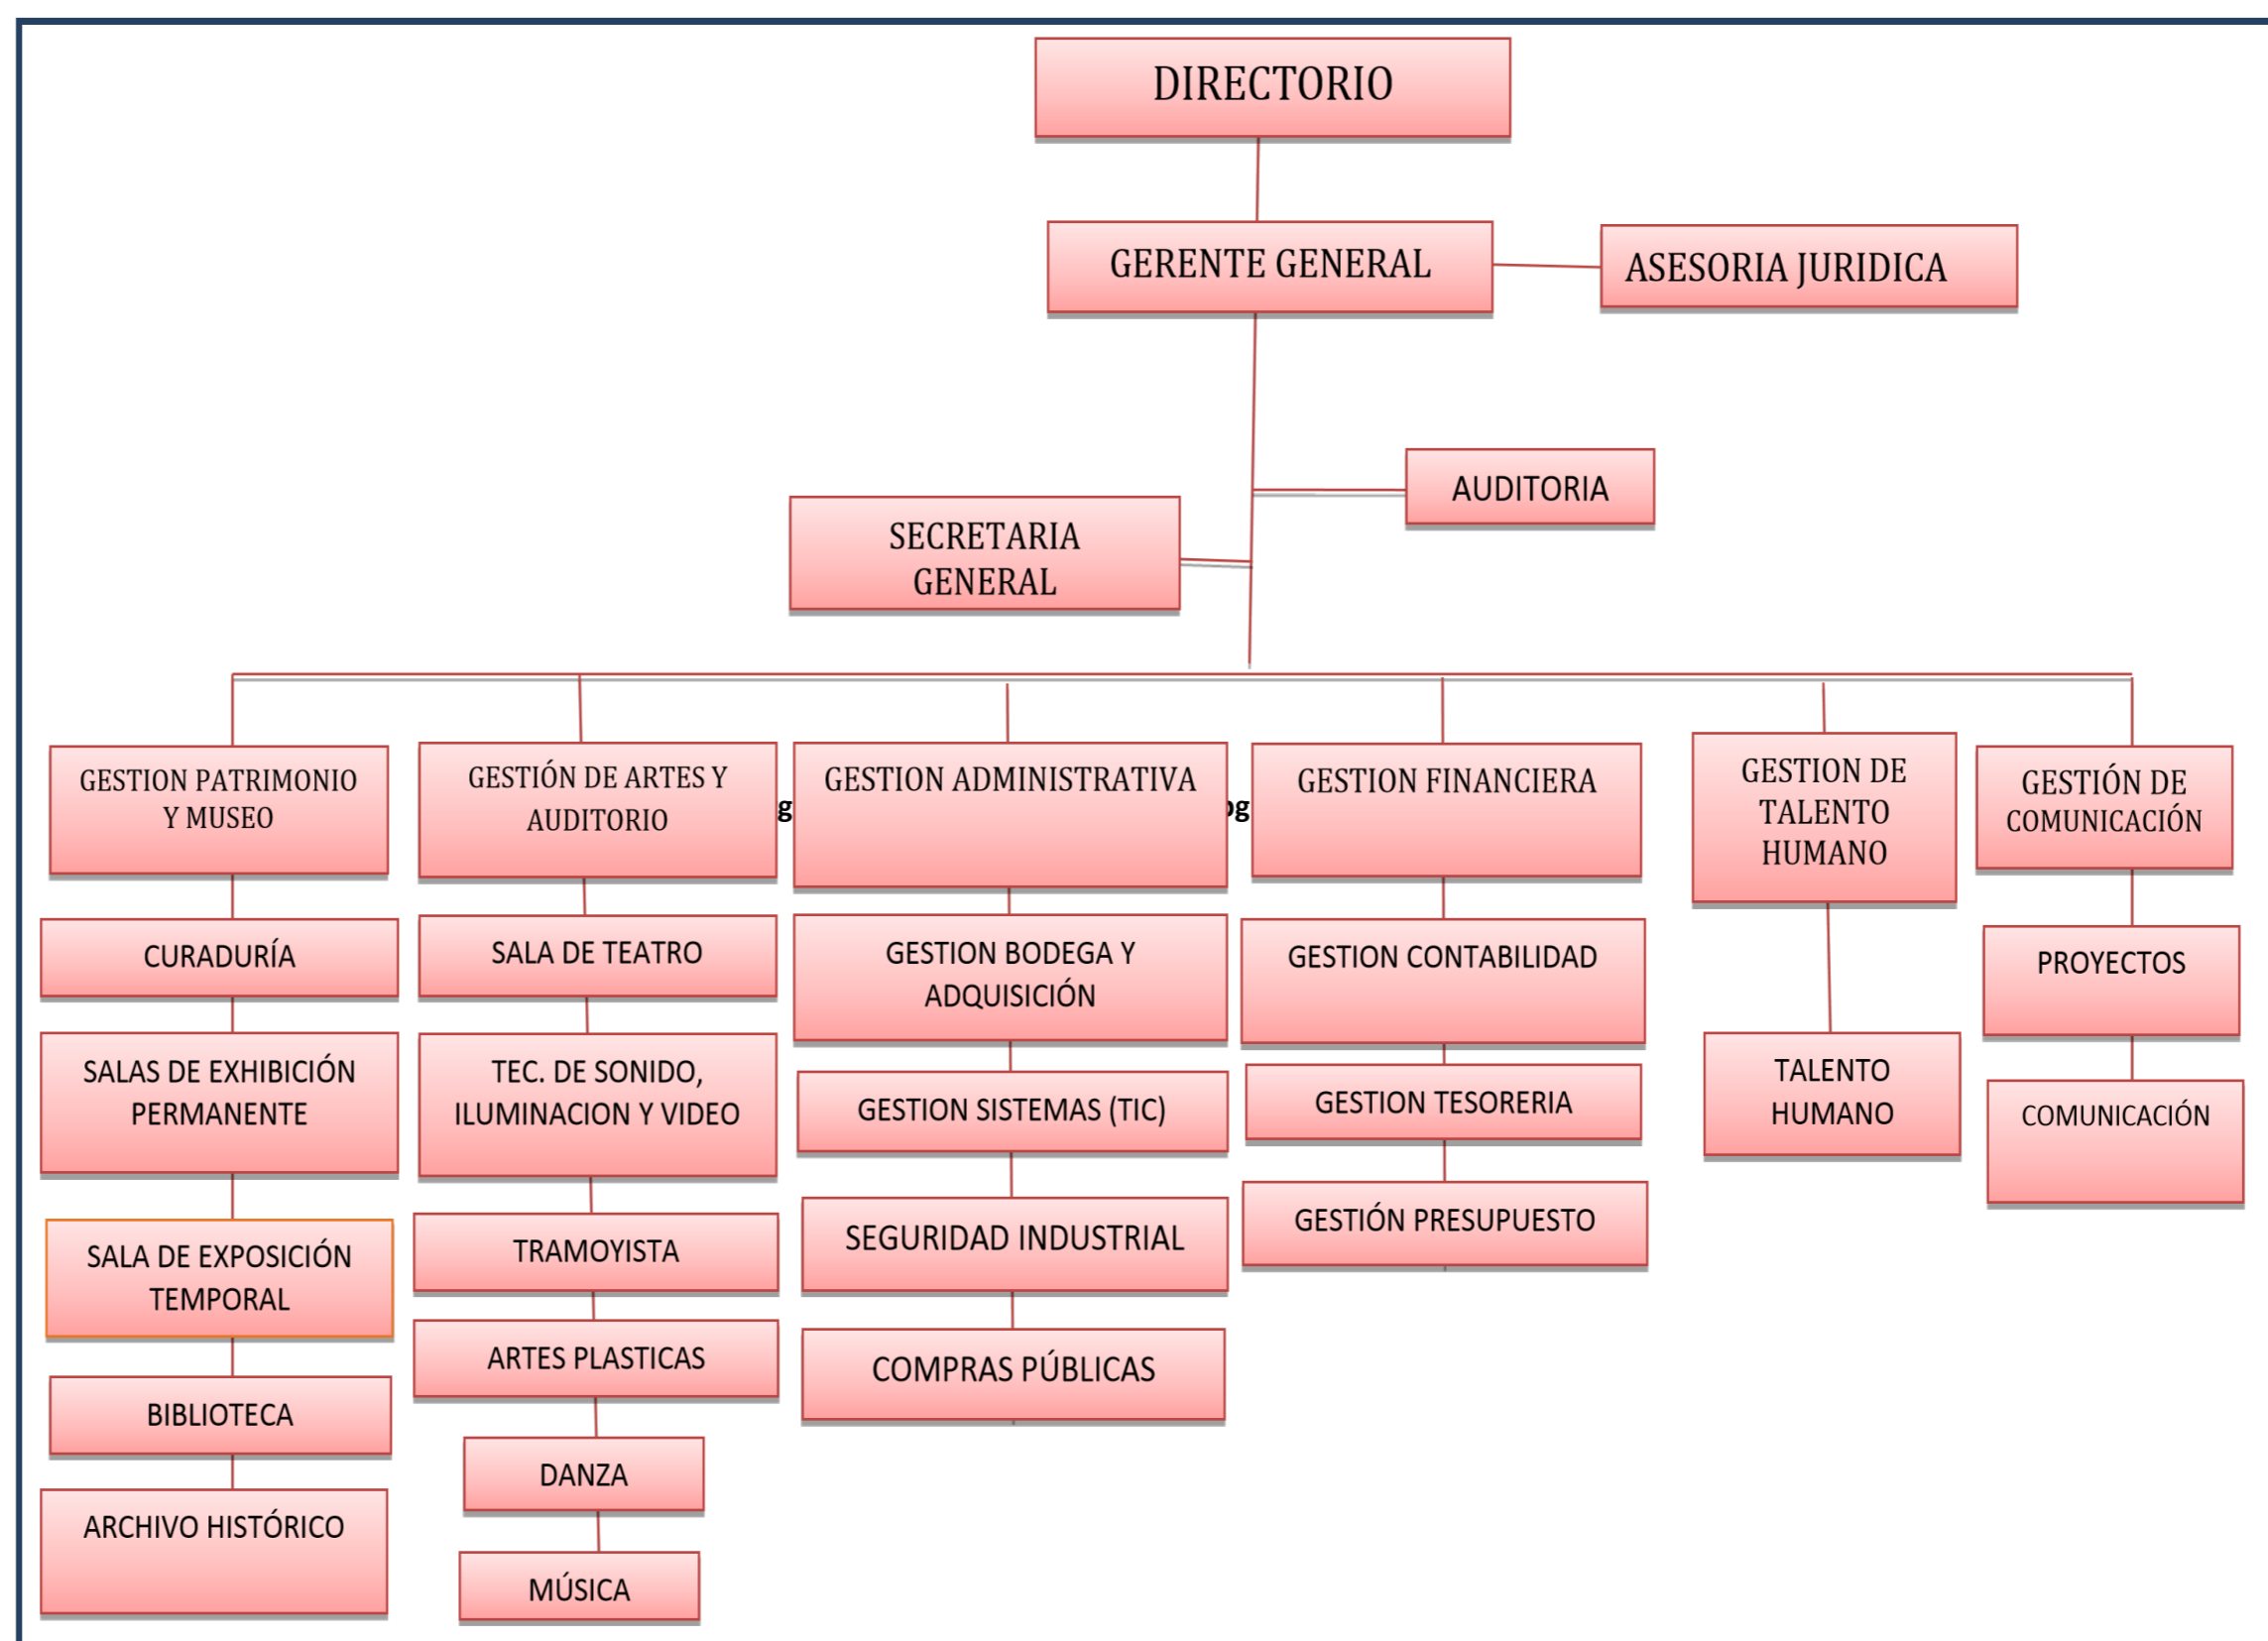 DIRECTORIO
GERENTE GENERAL
ASESORIA JURIDICA
AUDITORIA
SECRETARIA
GENERAL
GESTION PATRIMONIO
Y MUSEO
CURADURÍA
SALAS DE EXHIBICIÓN
PERMANENTE
SALA DE EXPOSICIÓN
TEMPORAL
BIBLIOTECA
ARCHIVO HISTÓRICO
GESTIÓN DE ARTES Y
AUDITORIO
SALA DE TEATRO
TEC. DE SONIDO,
ILUMINACION Y VIDEO
TRAMOYISTA
ARTES PLASTICAS
DANZA
MÚSICA
GESTION ADMINISTRATIVA
GESTION BODEGA Y
ADQUISICIÓN
GESTION SISTEMAS (TIC)
SEGURIDAD INDUSTRIAL
COMPRAS PÚBLICAS
GESTION FINANCIERA
GESTION CONTABILIDAD
GESTION TESORERIA
GESTIÓN PRESUPUESTO
GESTION DE
TALENTO
HUMANO
TALENTO
HUMANO
GESTIÓN DE
COMUNICACIÓN
PROYECTOS
COMUNICACIÓN